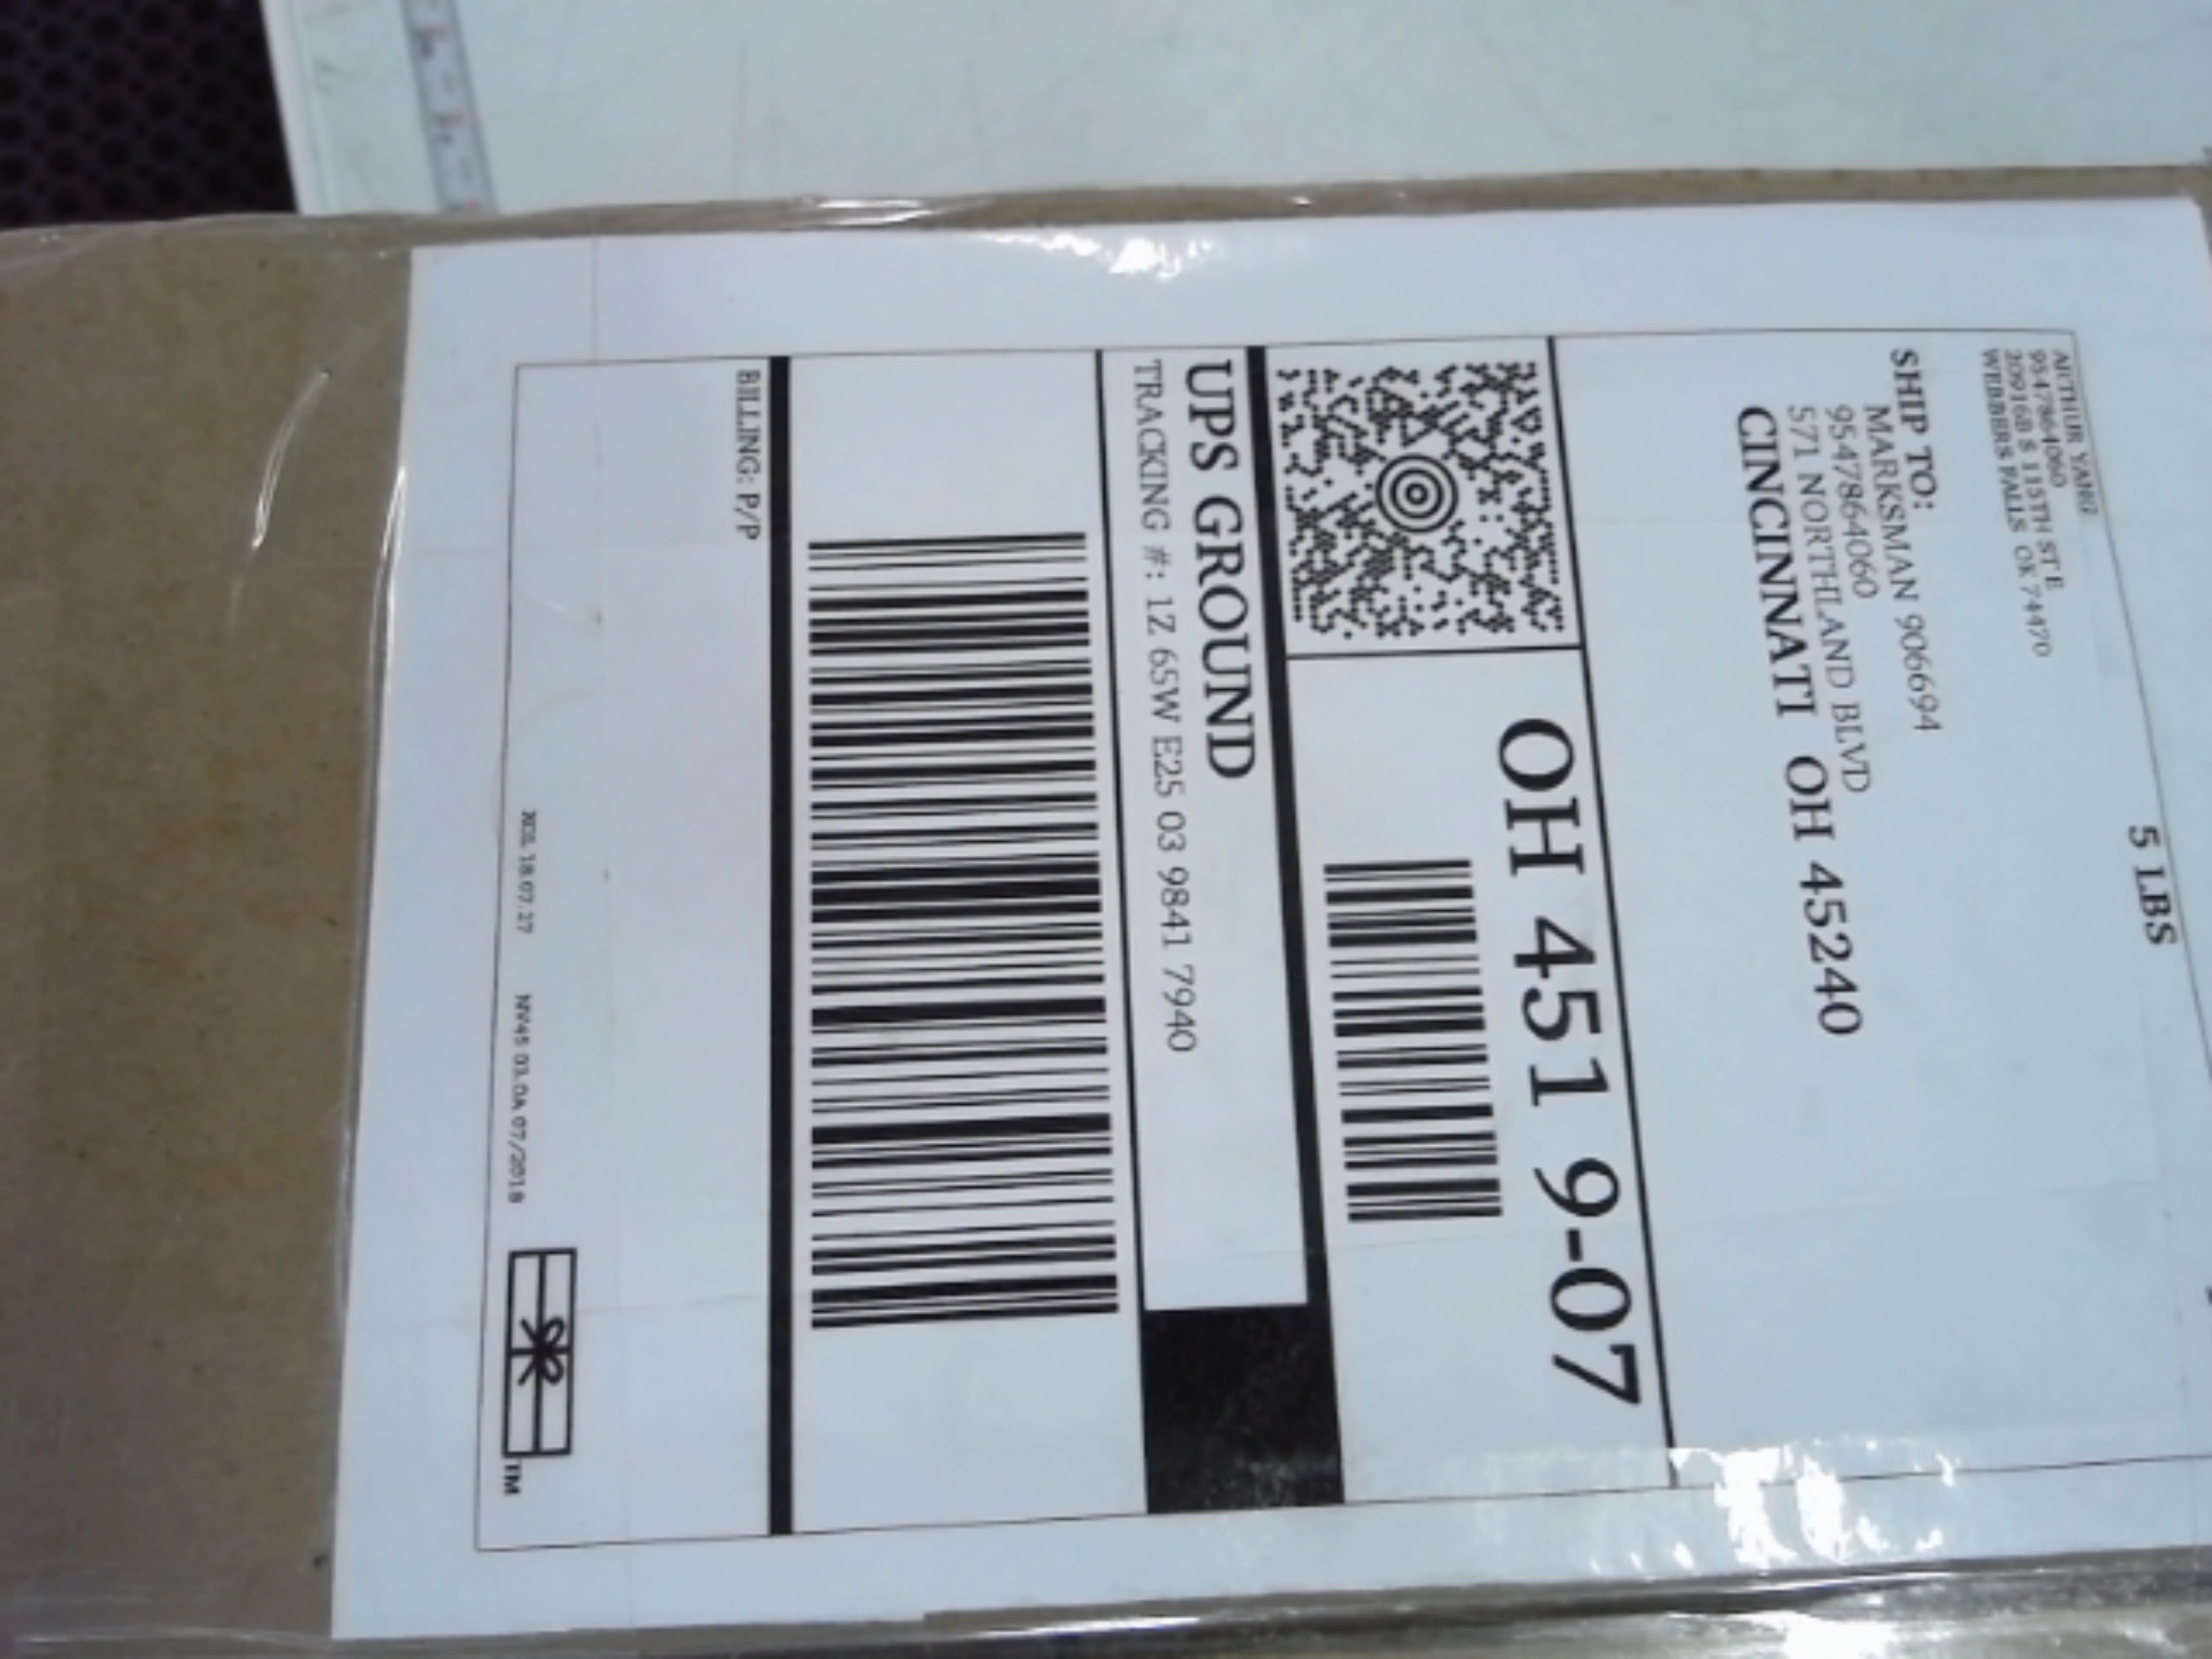 ARTHUR YANG
9547864060
20916B S 115TH ST E
WEBBERS FALLS OK 74470
5 LBS
SHIP TO:
MARKSMAN 906694
9547864060
571 NORTHLAND BLVD
CINCINNATI OH 45240
OH 451 9-07
UPS GROUND
TRACKING #: 1Z 65W E25 03 9841 7940
BILLING: P/P
XOL 18.07.27 NV45 03.0A 07/2018
TM